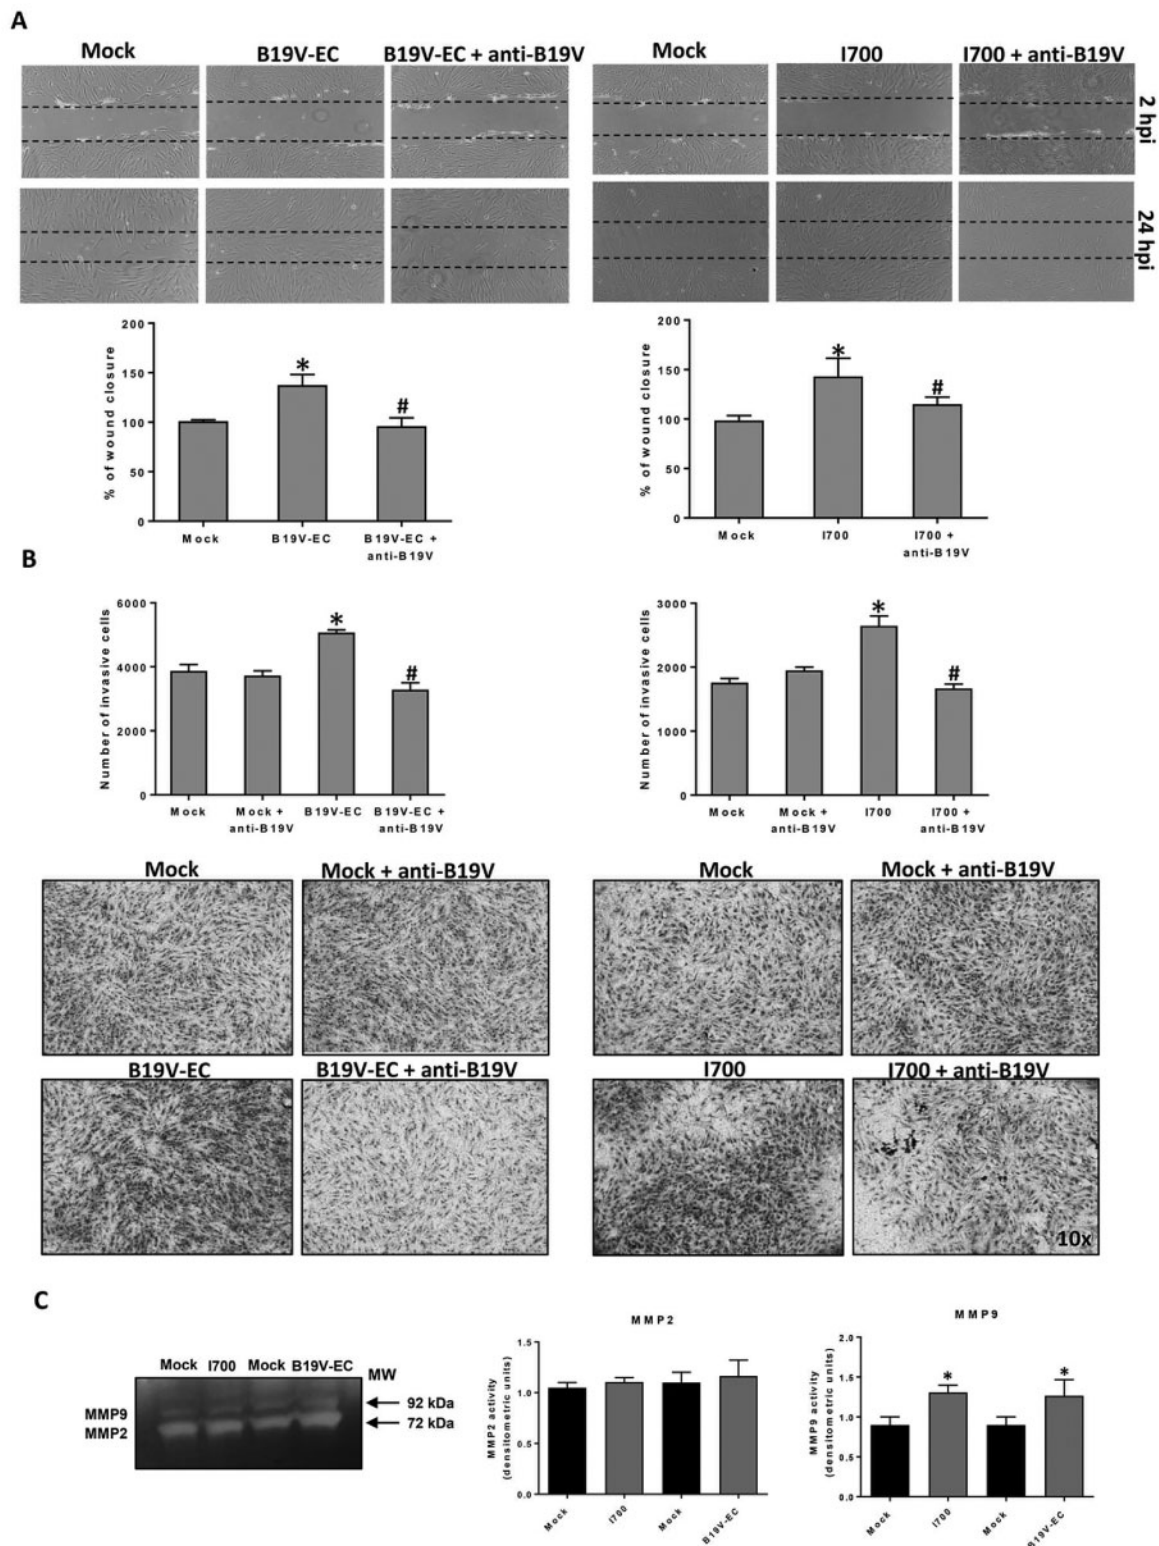 A
Mock B19V-EC B19V-EC + anti-B19V Mock I700 I700 + anti-B19V
2 hpi
24 hpi
% of wound closure
200
150
100
50
0
Mock B19V-EC B19V-EC + anti-B19V
*
#
% of wound closure
200
150
100
50
0
Mock I700 I700 + anti-B19V
*
#
B
Number of invasive cells
6000
4000
2000
0
Mock Mock + anti-B19V B19V-EC B19V-EC + anti-B19V
*
#
Number of invasive cells
3000
2000
1000
0
Mock Mock + anti-B19V I700 I700 + anti-B19V
*
#
Mock Mock + anti-B19V Mock Mock + anti-B19V
B19V-EC B19V-EC + anti-B19V I700 I700 + anti-B19V
10x
C
Mock I700 Mock B19V-EC MW
92 kDa
MMP9
72 kDa
MMP2
MMP2
MMP2 activity
(densitometric units)
1.5
1.0
0.5
0.0
Mock I700 Mock B19V-EC
MMP9
MMP9 activity
(densitometric units)
2.0
1.5
1.0
0.5
0.0
* *
Mock I700 Mock B19V-EC